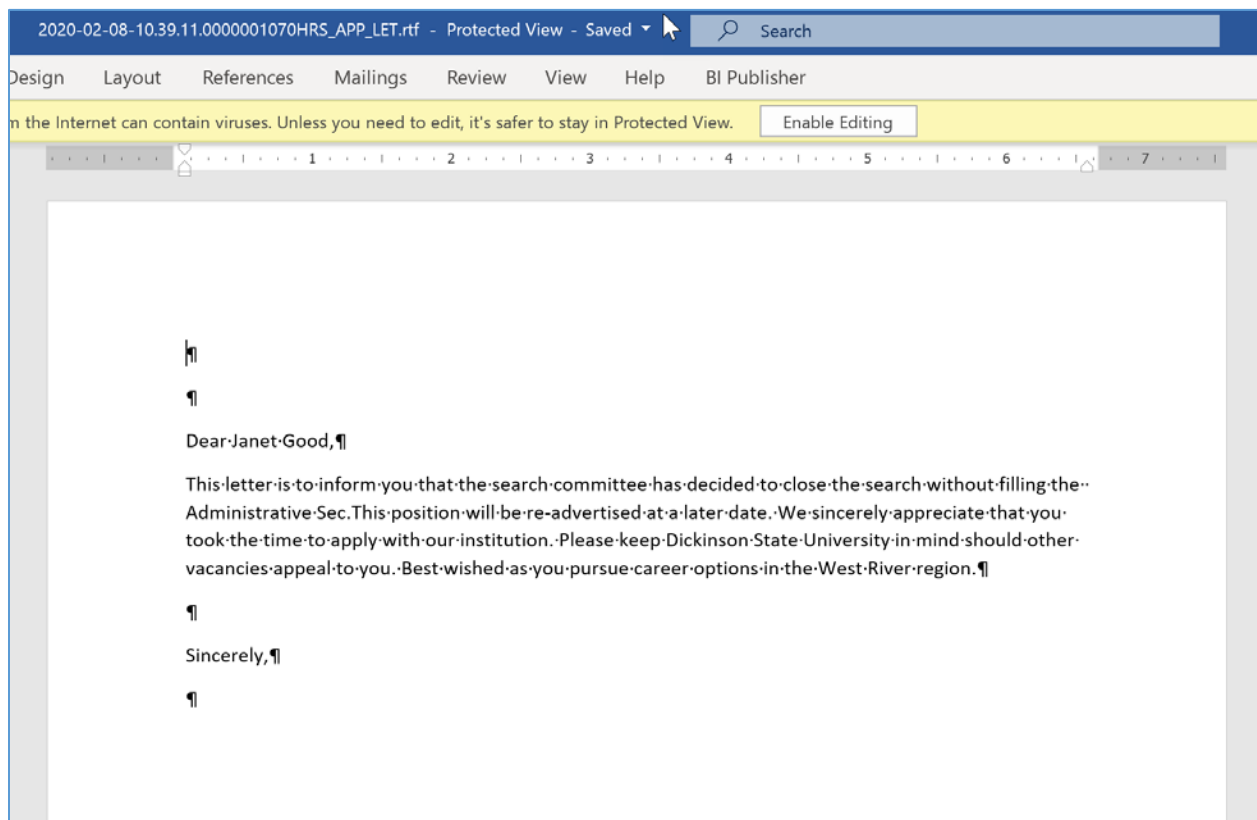 2020-02-08-10.39.11.0000001070HRS_APP_LET.rtf - Protected View - Saved Search
Design Layout References Mailings Review View Help BI Publisher
m the Internet can contain viruses. Unless you need to edit, it's safer to stay in Protected View. Enable Editing
1 2 3 4 5 6 7
¶
¶
Dear·Janet·Good,¶
This·letter·is·to·inform·you·that·the·search·committee·has·decided·to·close·the·search·without·filling·the··
Administrative·Sec.This·position·will·be·re-advertised·at·a·later·date.·We·sincerely·appreciate·that·you·
took·the·time·to·apply·with·our·institution.·Please·keep·Dickinson·State·University·in·mind·should·other·
vacancies·appeal·to·you.·Best·wished·as·you·pursue·career·options·in·the·West·River·region.¶
¶
Sincerely,¶
¶